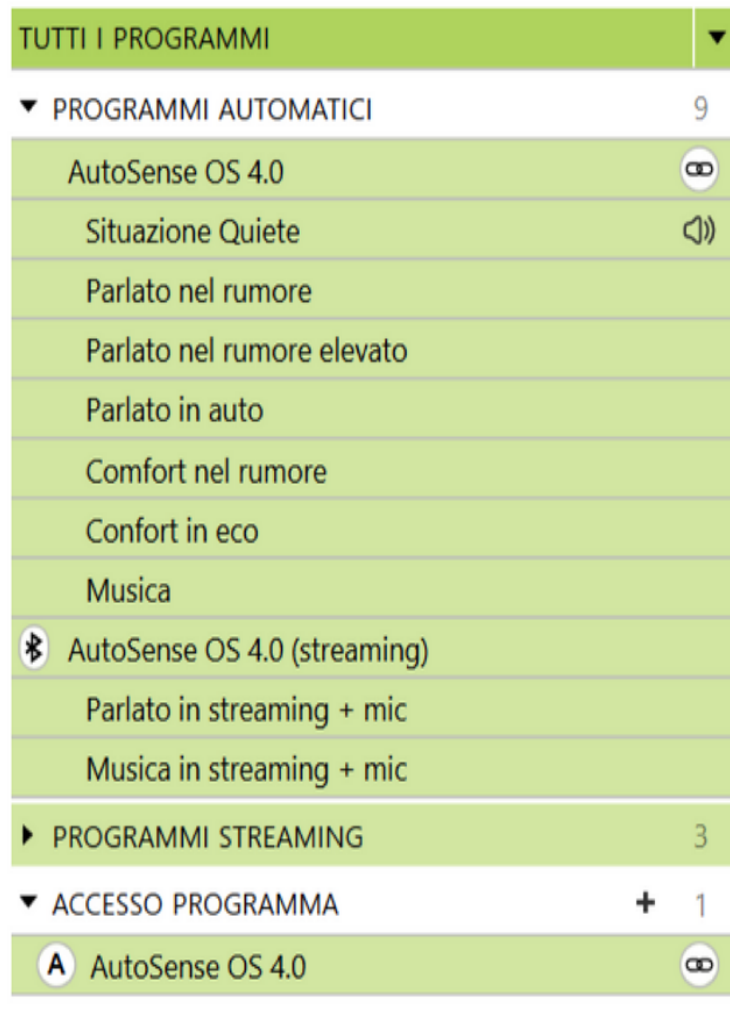 TUTTI I PROGRAMMI
PROGRAMMI AUTOMATICI 9
AutoSense OS 4.0
Situazione Quiete
Parlato nel rumore
Parlato nel rumore elevato
Parlato in auto
Comfort nel rumore
Confort in eco
Musica
AutoSense OS 4.0 (streaming)
Parlato in streaming + mic
Musica in streaming + mic
PROGRAMMI STREAMING 3
ACCESSO PROGRAMMA + 1
A AutoSense OS 4.0